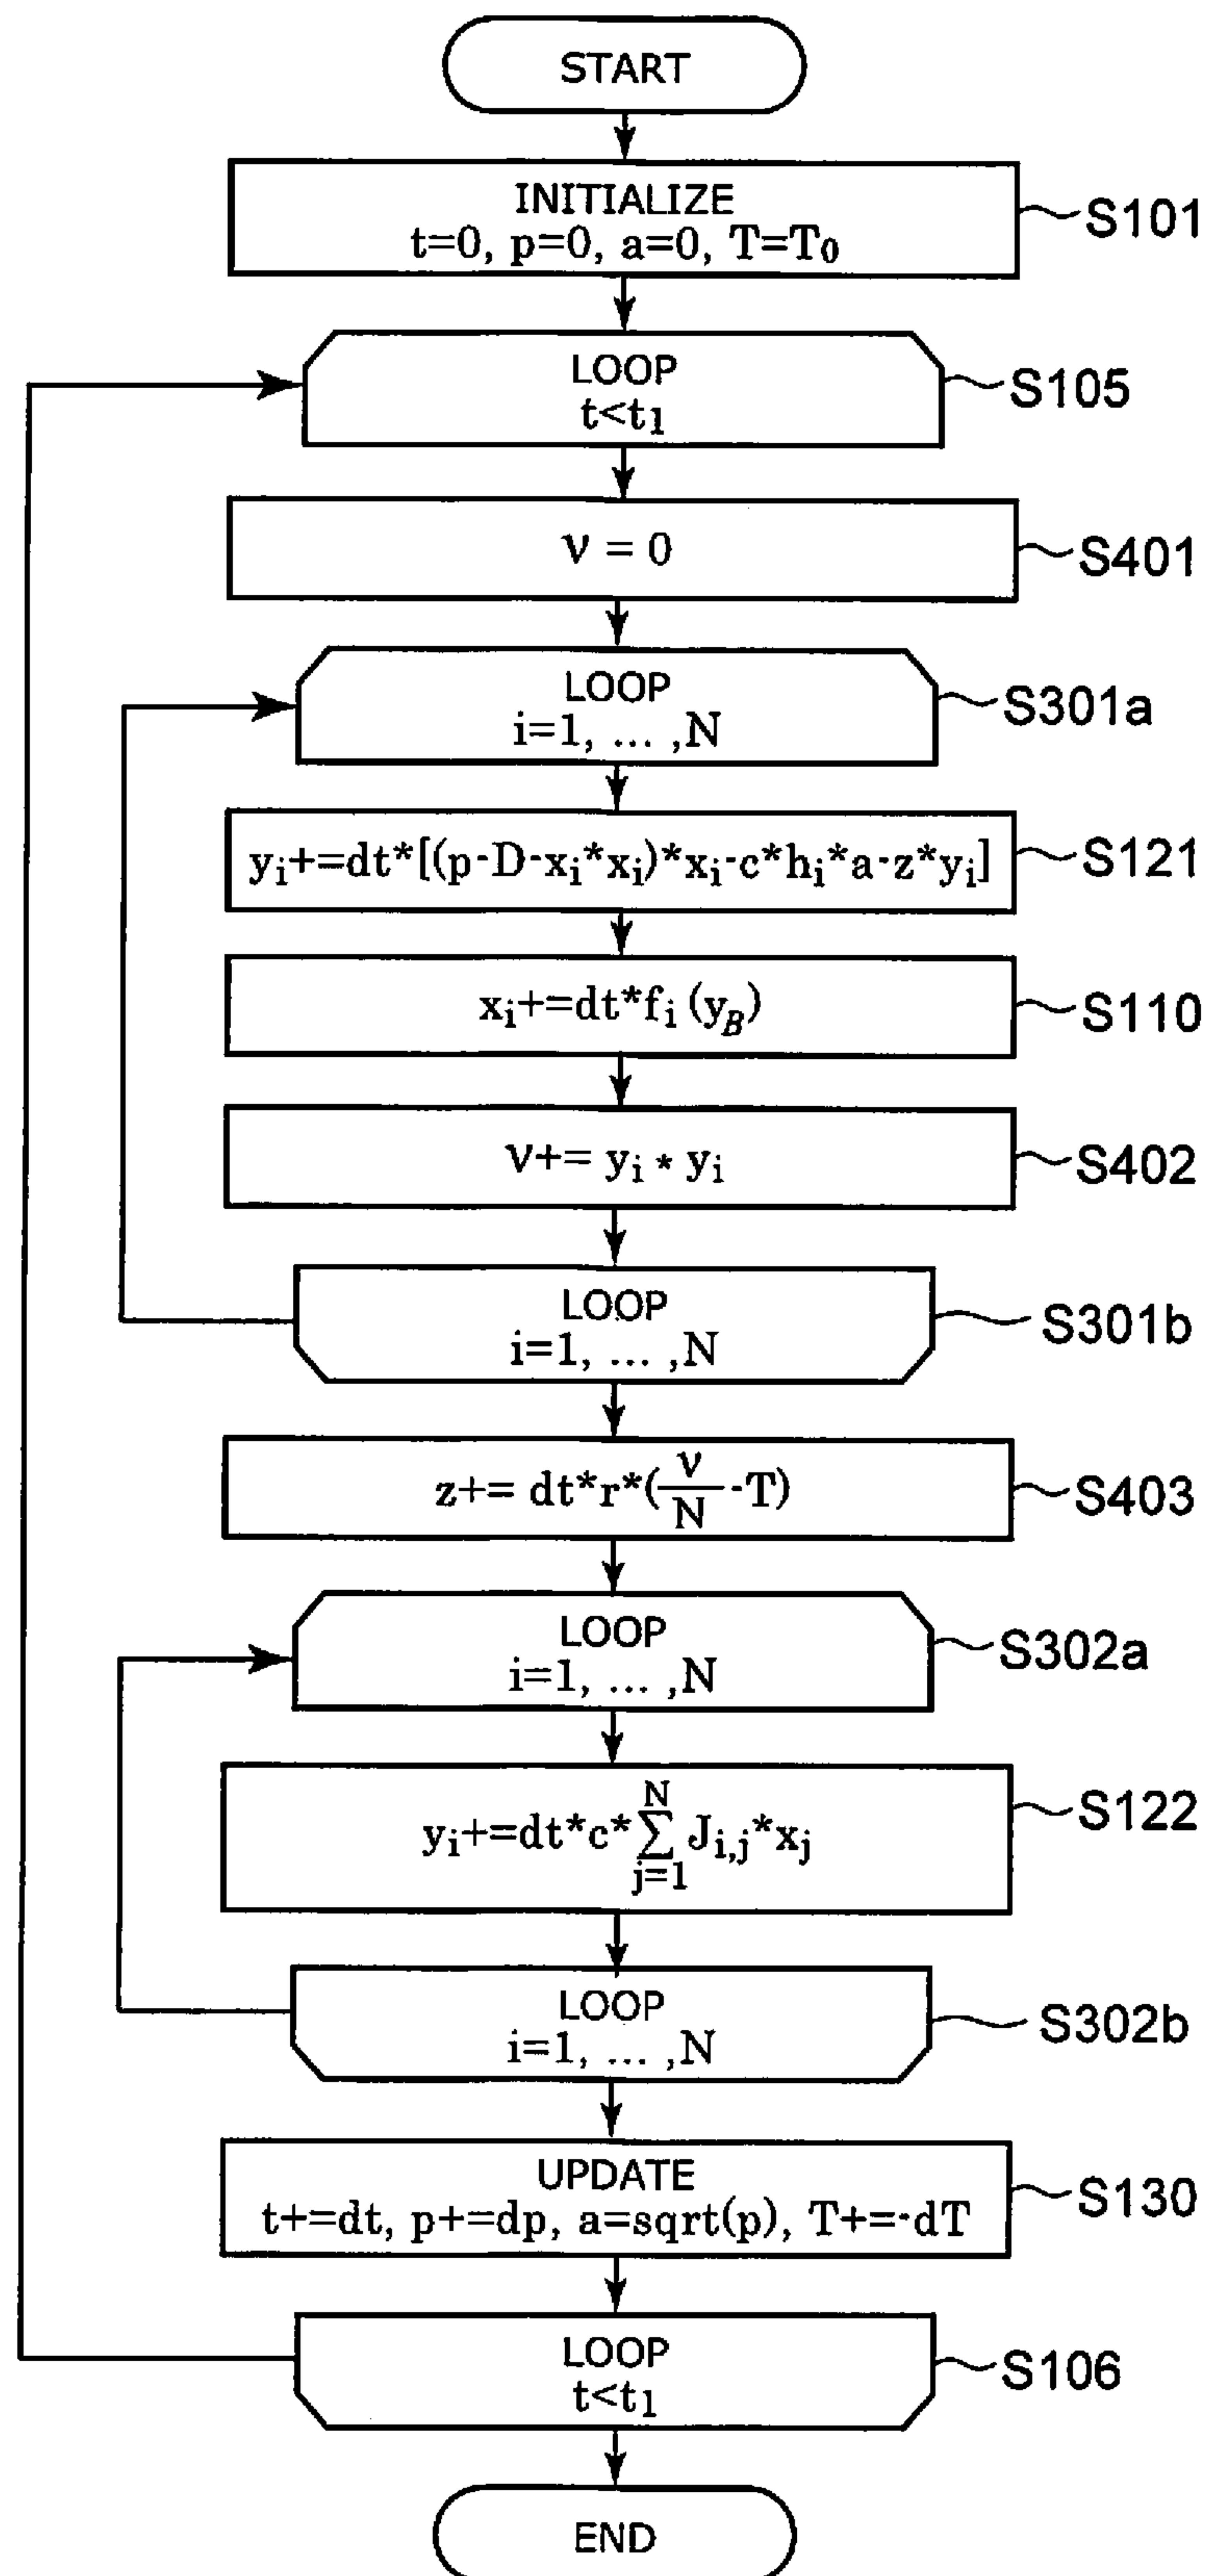 START
INITIALIZE
t=0, p=0, a=0, T=T₀
S101
LOOP
t<t₁
S105
ν = 0
S401
LOOP
i=1, ... ,N
S301a
yᵢ+=dt*[(p-D-xᵢ*xᵢ)*xᵢ-c*hᵢ*a-z*yᵢ]
S121
xᵢ+=dt*fᵢ(y_B)
S110
ν+= yᵢ * yᵢ
S402
LOOP
i=1, ... ,N
S301b
z+= dt*r*(ν/N -T)
S403
LOOP
i=1, ... ,N
S302a
N
yᵢ+=dt*c*∑Jᵢ,ⱼ*xⱼ
j=1
S122
LOOP
i=1, ... ,N
S302b
UPDATE
t+=dt, p+=dp, a=sqrt(p), T+=-dT
S130
LOOP
t<t₁
S106
END